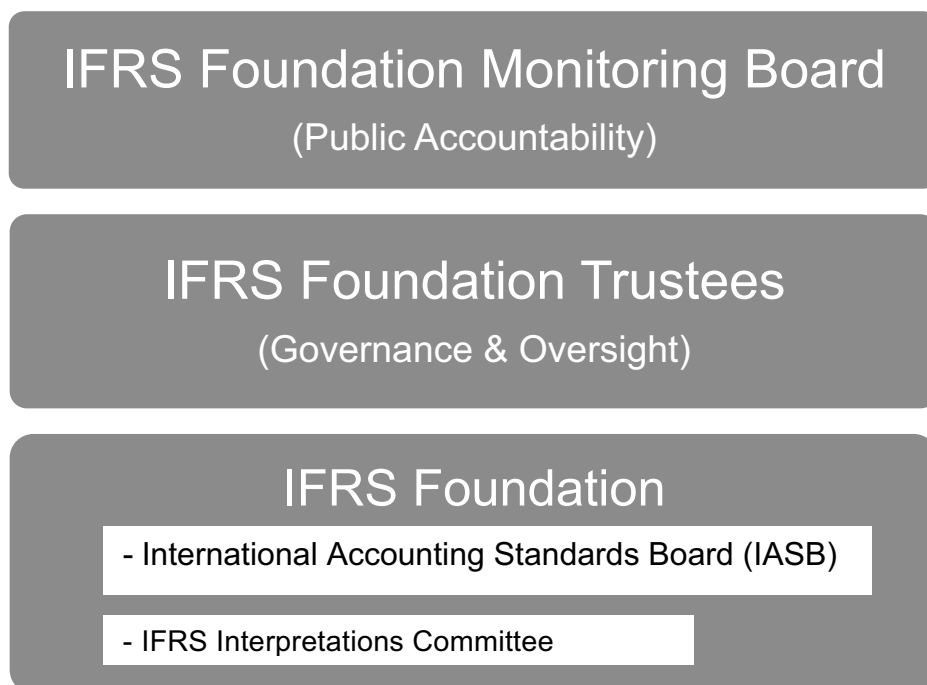 IFRS Foundation Monitoring Board
(Public Accountability)
IFRS Foundation Trustees
(Governance & Oversight)
IFRS Foundation
- International Accounting Standards Board (IASB)
- IFRS Interpretations Committee